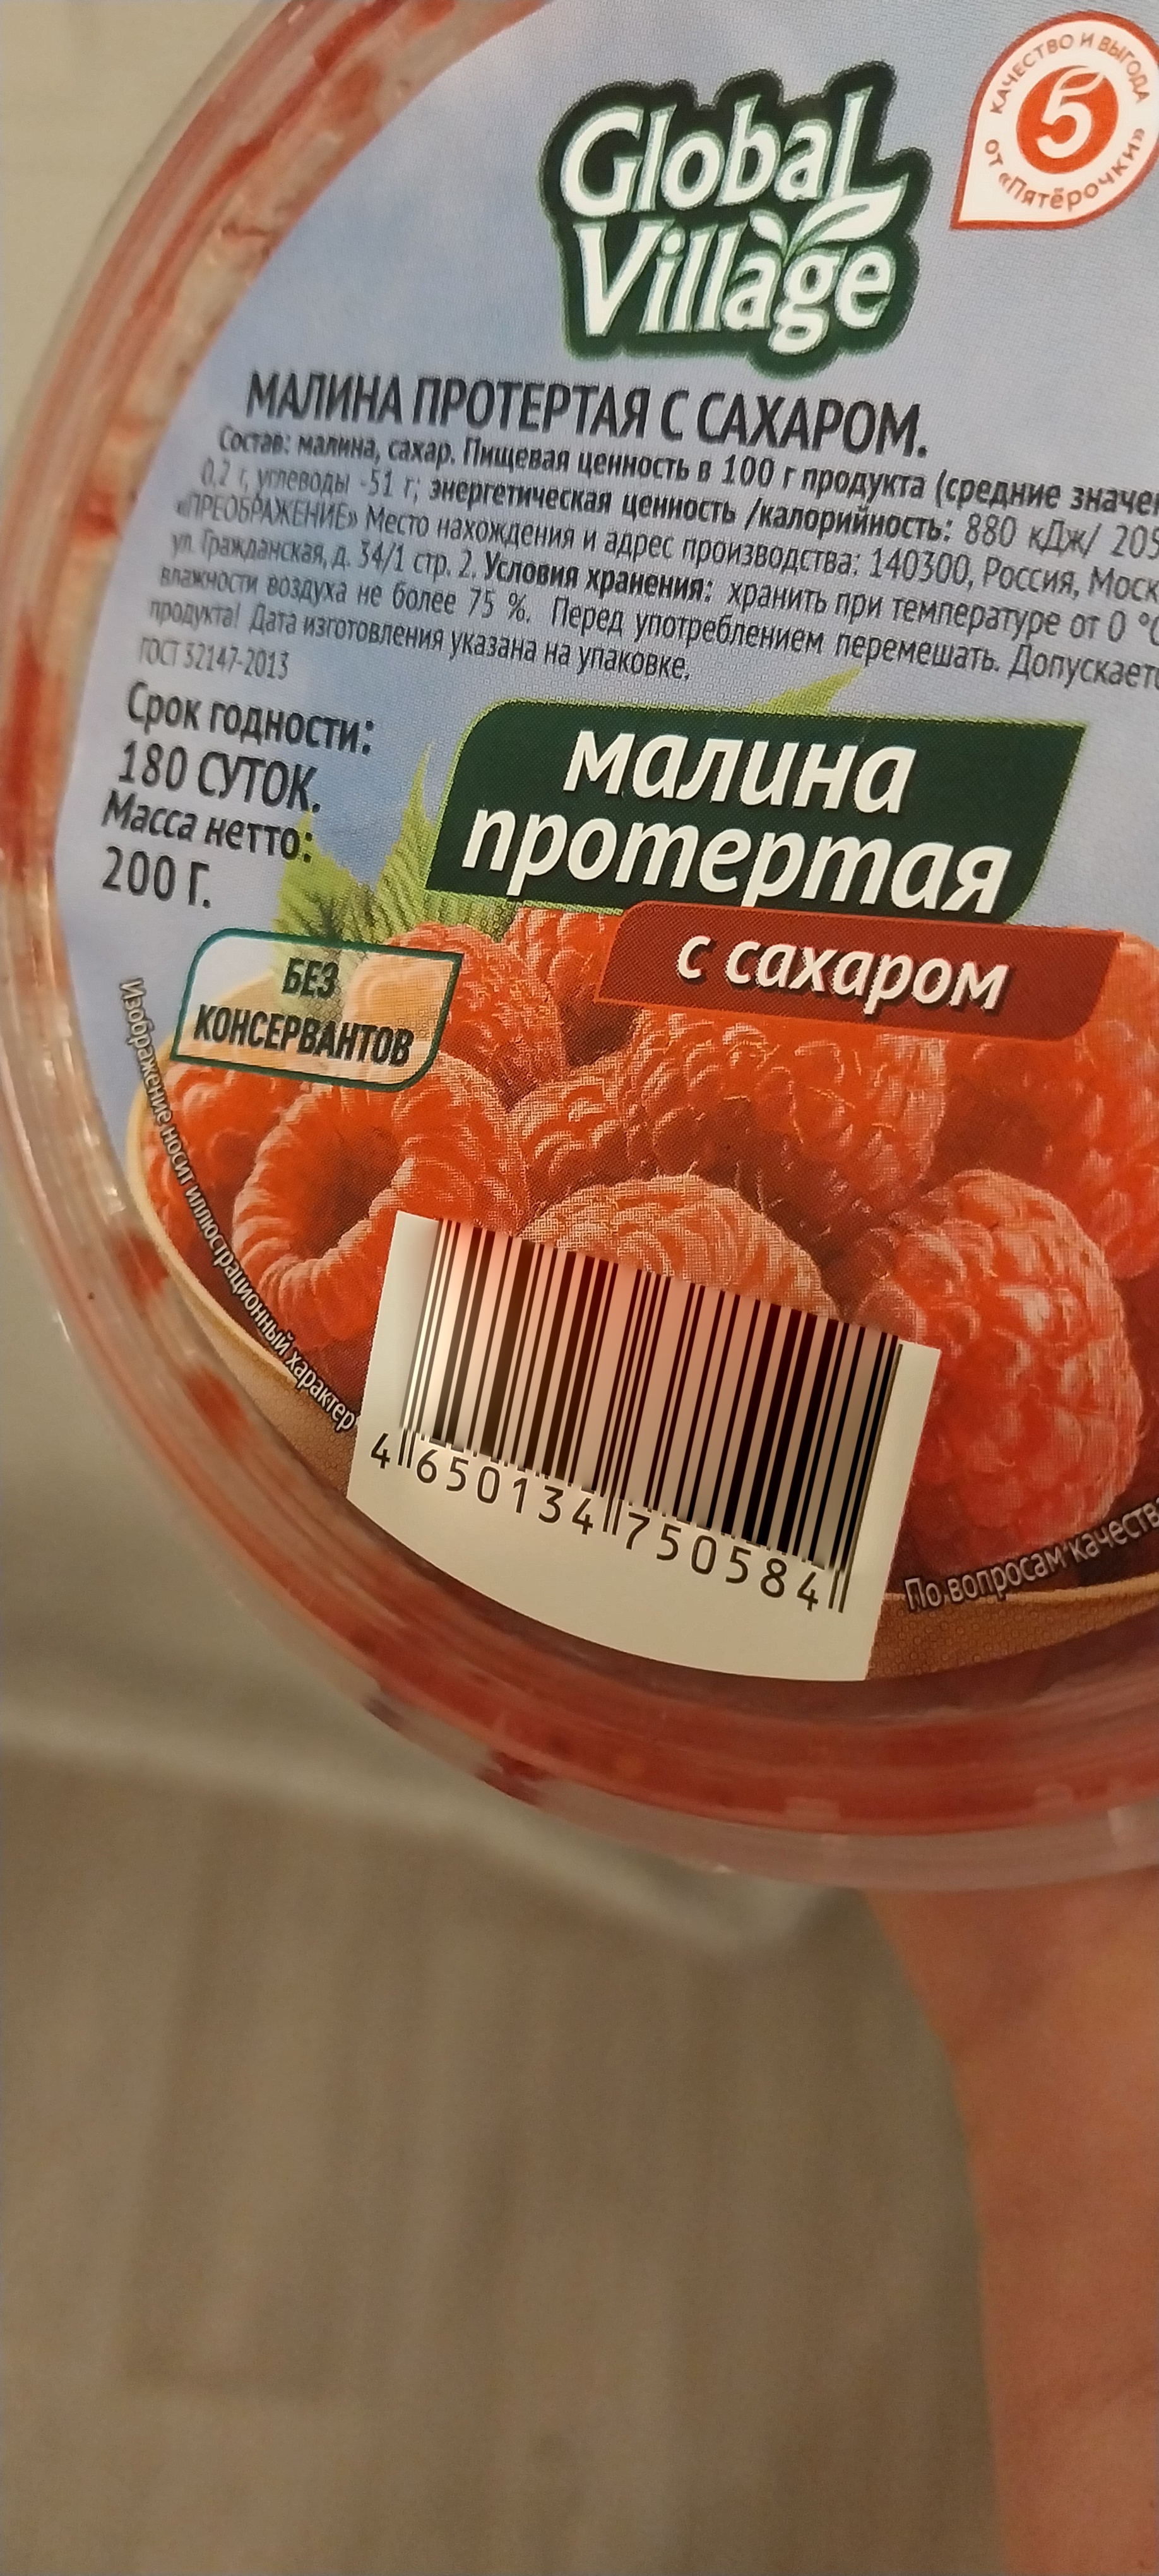 Global
Village
КАЧЕСТВО И ВЫГОДА
5
ОТ «Пятёрочки»
МАЛИНА ПРОТЕРТАЯ С САХАРОМ.
Состав: малина, сахар. Пищевая ценность в 100 г продукта (средние
0,2 г, углеводы -51 г; энергетическая ценность /калорийность: 880 кДж/
«ПРЕОБРАЖЕНИЕ» Место нахождения и адрес производства: 140300, Россия,
ул. Гражданская, д. 34/1 стр. 2. Условия хранения: хранить при температуре от 0
влажности воздуха не более 75 %. Перед употреблением перемешать.
продукта! Дата изготовления указана на упаковке.
ГОСТ 32147-2013
Срок годности:
180 СУТОК.
Масса нетто:
200 Г.
малина
протертая
с сахаром
БЕЗ
КОНСЕРВАНТОВ
Изображение носит иллюстрационный характер
4 650134 750584
По вопросам качества